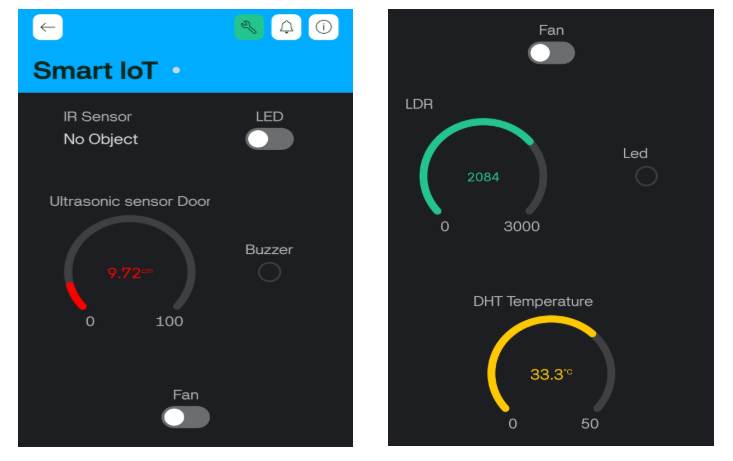 Smart IoT
IR Sensor
LED
No Object
Ultrasonic sensor Door
9.72cm
Buzzer
0
100
Fan
Fan
LDR
2084
Led
0
3000
DHT Temperature
33.3°C
0
50